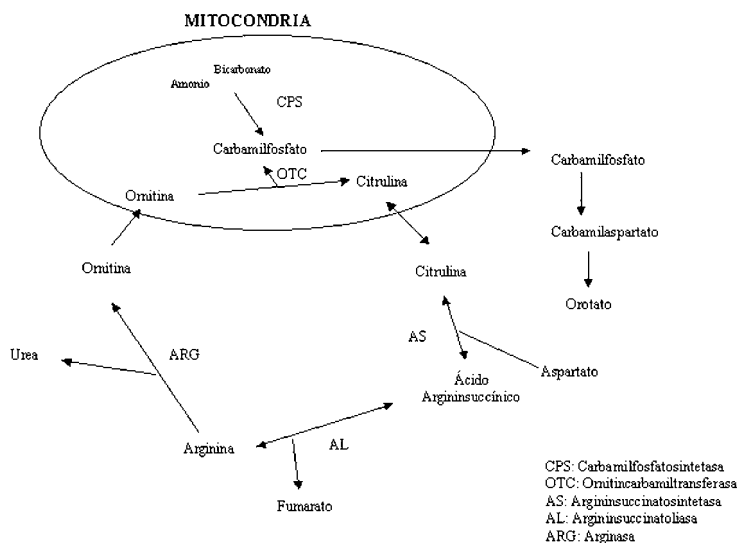 MITOCONDRIA
Bicarbonato
Amonio
CPS
Carbamilfosfato
Carbamilfosfato
OTC
Ornitina
Citrulina
Carbamilaspartato
Ornitina
Citrulina
Orotato
AS
Urea
ARG
Aspartato
Ácido
Argininsuccínico
Arginina
AL
Fumarato
CPS: Carbamilfosfatosintetasa
OTC: Ornitincarbamiltransferasa
AS: Argininsuccinatosintetasa
AL: Argininsuccinatoliasa
ARG: Arginasa